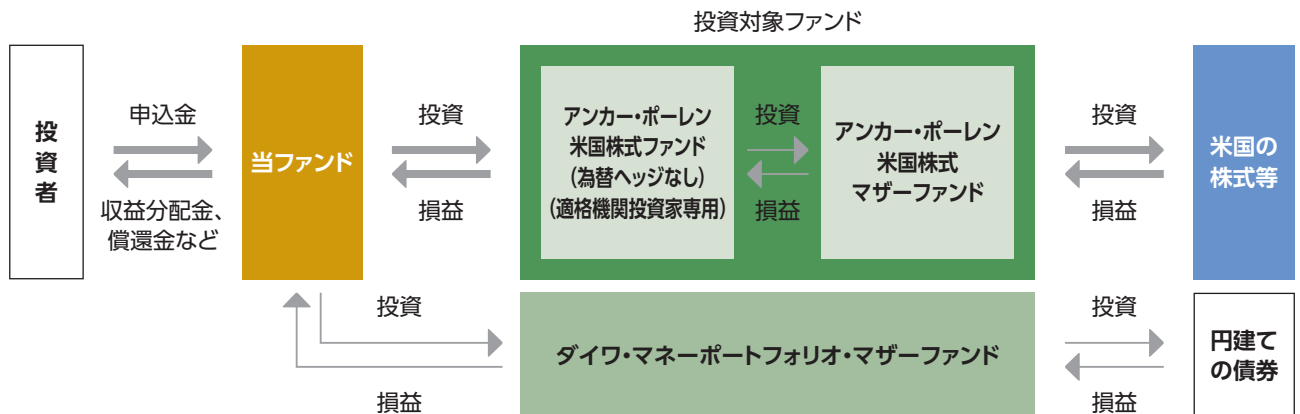 投資対象ファンド
投資者
申込金
収益分配金、
償還金など
当ファンド
投資
損益
アンカー・ポーレン
米国株式ファンド
(為替ヘッジなし)
(適格機関投資家専用)
投資
損益
アンカー・ポーレン
米国株式
マザーファンド
投資
損益
米国の
株式等
投資
損益
ダイワ・マネーポートフォリオ・マザーファンド
投資
損益
円建て
の債券